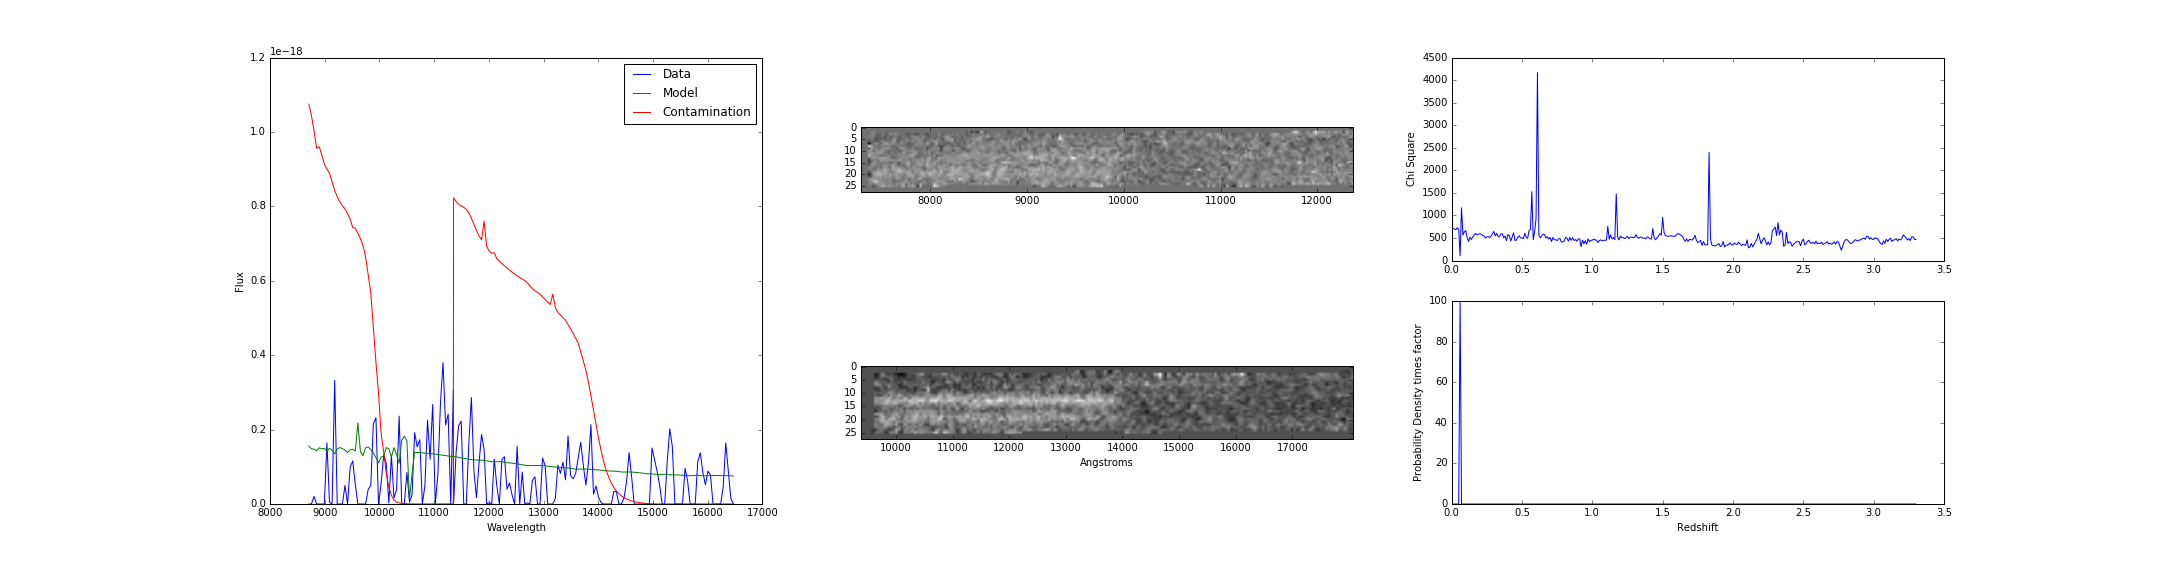 1e−18
1.2
1.0
0.8
0.6
0.4
0.2
0.0
Flux
8000 9000 10000 11000 12000 13000 14000 15000 16000 17000
Wavelength
Data
Model
Contamination
0
5
10
15
20
25
8000 9000 10000 11000 12000
0
5
10
15
20
25
10000 11000 12000 13000 14000 15000 16000 17000
Angstroms
4500
4000
3500
3000
2500
2000
1500
1000
500
0
Chi Square
0.0 0.5 1.0 1.5 2.0 2.5 3.0 3.5
100
80
60
40
20
0
Probability Density times factor
0.0 0.5 1.0 1.5 2.0 2.5 3.0 3.5
Redshift